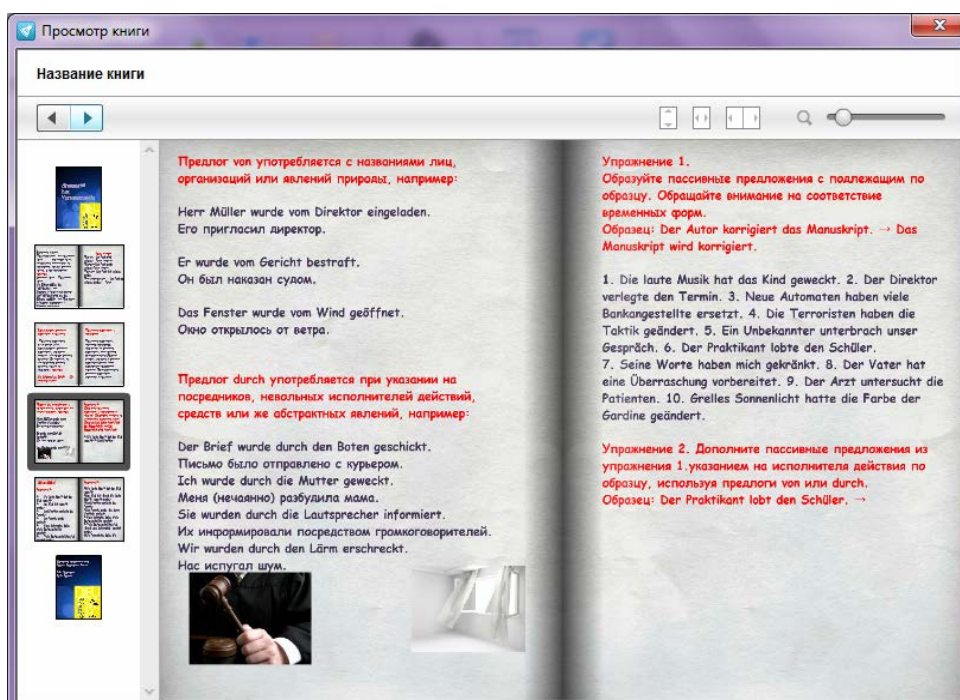 Просмотр книги
Название книги
Предлог von употребляется с названиями лиц,
организаций или явлений природы, например:
Herr Müller wurde vom Direktor eingeladen.
Его пригласил директор.
Er wurde vom Gericht bestraft.
Он был наказан судом.
Das Fenster wurde vom Wind geöffnet.
Окно открылось от ветра.
Предлог durch употребляется при указании на
посредников, невольных исполнителей действий,
средств или же абстрактных явлений, например:
Der Brief wurde durch den Boten geschickt.
Письмо было отправлено с курьером.
Ich wurde durch die Mutter geweckt.
Меня (нечаянно) разбудила мама.
Sie wurden durch die Lautsprecher informiert.
Их информировали посредством громкоговорителей.
Wir wurden durch den Lärm erschreckt.
Нас испугал шум.
Упражнение 1.
Образуйте пассивные предложения с подлежащим по
образцу. Обращайте внимание на соответствие
временных форм.
Образец: Der Autor korrigiert das Manuskript. → Das
Manuskript wird korrigiert.
1. Die laute Musik hat das Kind geweckt. 2. Der Direktor
verlegte den Termin. 3. Neue Automaten haben viele
Bankangestellte ersetzt. 4. Die Terroristen haben die
Taktik geändert. 5. Ein Unbekannter unterbrach unser
Gespräch. 6. Der Praktikant lobte den Schüler.
7. Seine Worte haben mich gekränkt. 8. Der Vater hat
eine Überraschung vorbereitet. 9. Der Arzt untersucht die
Patienten. 10. Grelles Sonnenlicht hatte die Farbe der
Gardine geändert.
Упражнение 2. Дополните пассивные предложения из
упражнения 1.указанием на исполнителя действия по
образцу, используя предлоги von или durch.
Образец: Der Praktikant lobt den Schüler. →